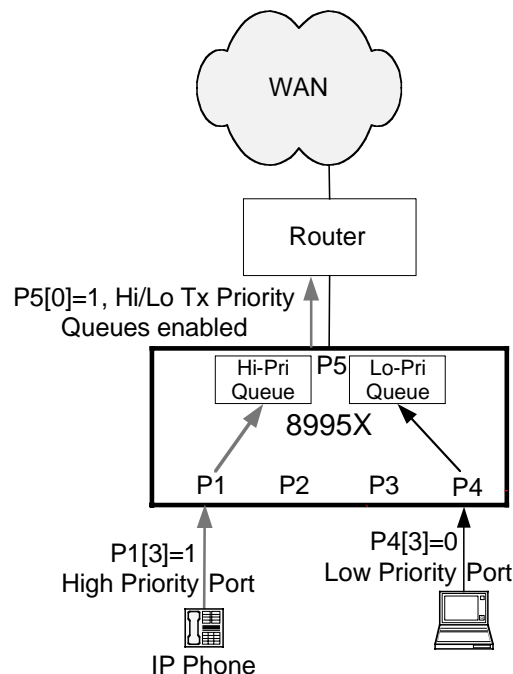 WAN
Router
P5[0]=1, Hi/Lo Tx Priority
Queues enabled
P5
Hi-Pri
Queue
Lo-Pri
Queue
8995X
P1 P2 P3 P4
P1[3]=1
High Priority Port
P4[3]=0
Low Priority Port
IP Phone